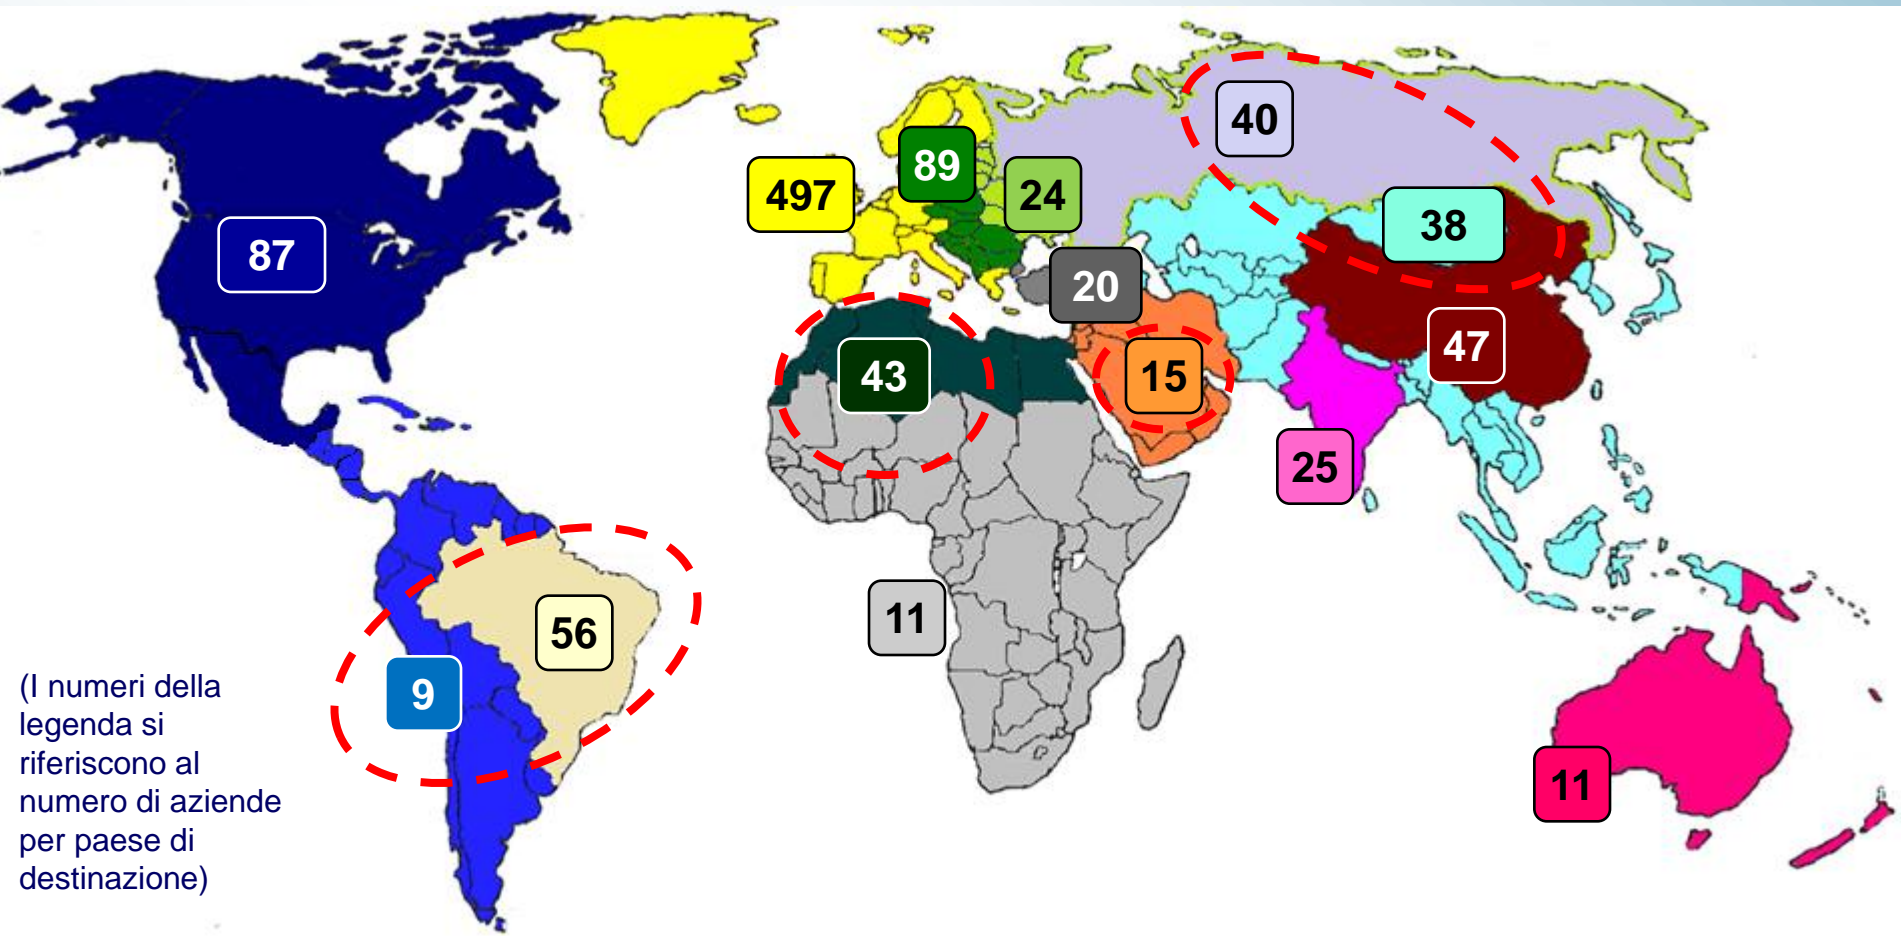 40
89
497
24
38
87
20
47
43
15
25
11
56
9
(I numeri della
legenda si
riferiscono al
numero di aziende
per paese di
destinazione)
11